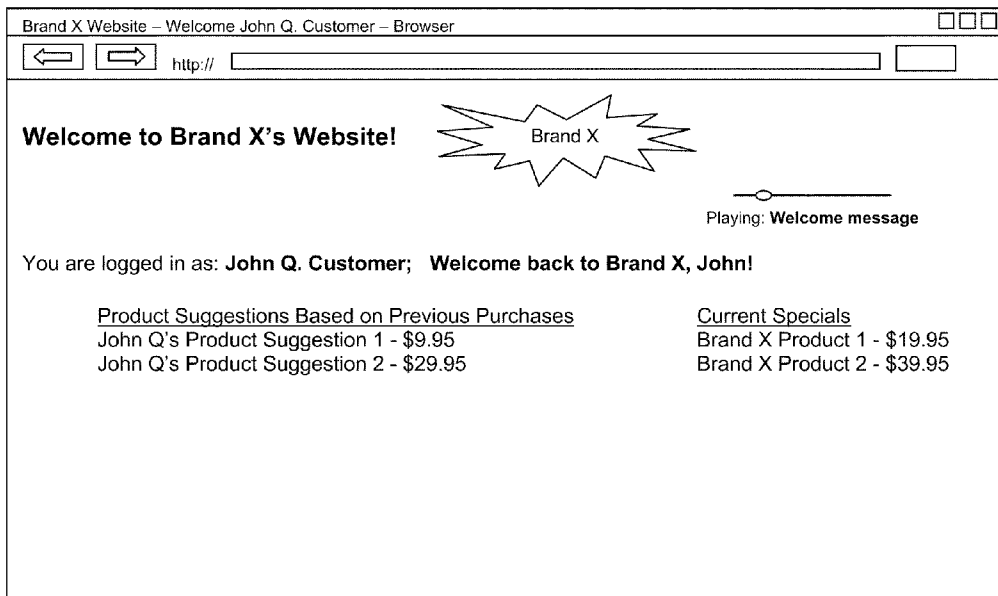 Brand X Website – Welcome John Q. Customer – Browser
http://
Welcome to Brand X's Website!
Brand X
Playing: Welcome message
You are logged in as: John Q. Customer; Welcome back to Brand X, John!
Product Suggestions Based on Previous Purchases
John Q's Product Suggestion 1 - $9.95
John Q's Product Suggestion 2 - $29.95
Current Specials
Brand X Product 1 - $19.95
Brand X Product 2 - $39.95